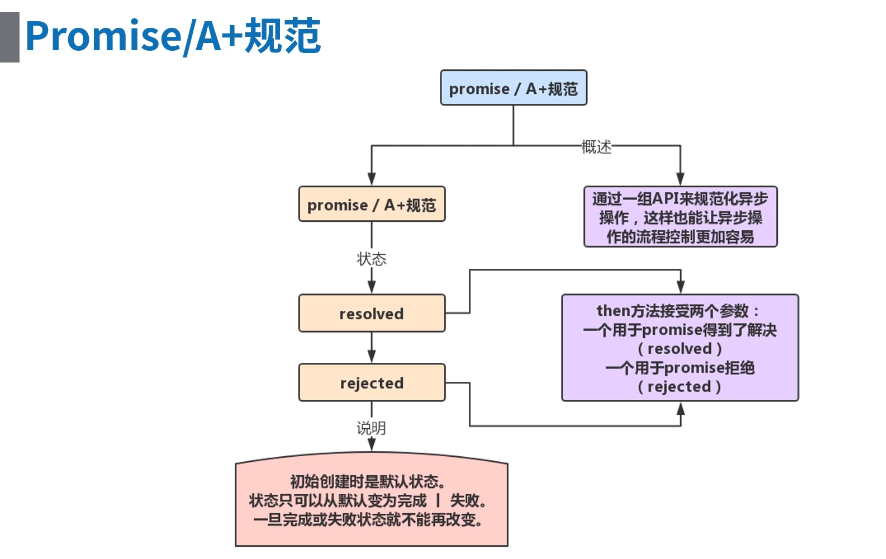 Promise/A+规范
promise / A+规范
概述
promise / A+规范
通过一组API来规范化异步
操作，这样也能让异步操
作的流程控制更加容易
状态
resolved
then方法接受两个参数：
一个用于promise得到了解决
（resolved）
一个用于promise拒绝
（rejected）
rejected
说明
初始创建时是默认状态。
状态只可以从默认变为完成 | 失败。
一旦完成或失败状态就不能再改变。